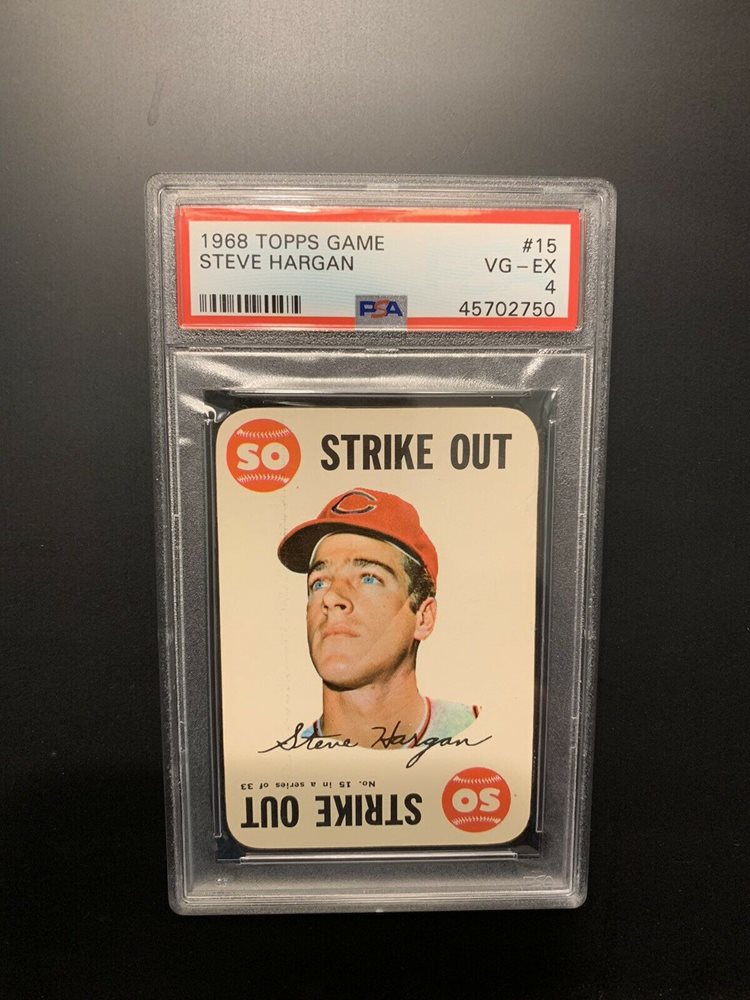 1968 TOPPS GAME #15
STEVE HARGAN VG-EX
4
PSA 45702750
SO STRIKE OUT
C
Steve Hargan
No. 15 in a series of 33
STRIKE OUT SO